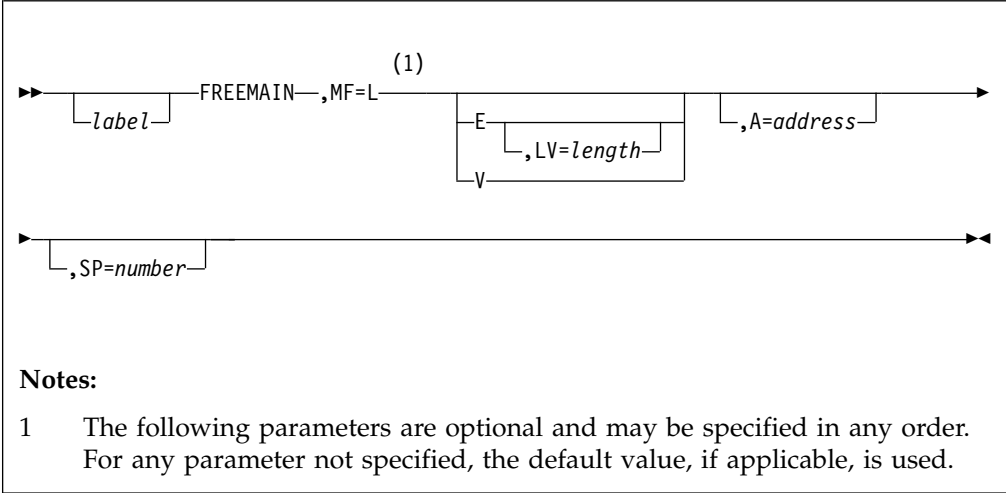 (1)
label FREEMAIN ,MF=L E ,LV=length V ,A=address
,SP=number
Notes:
1 The following parameters are optional and may be specified in any order.
For any parameter not specified, the default value, if applicable, is used.